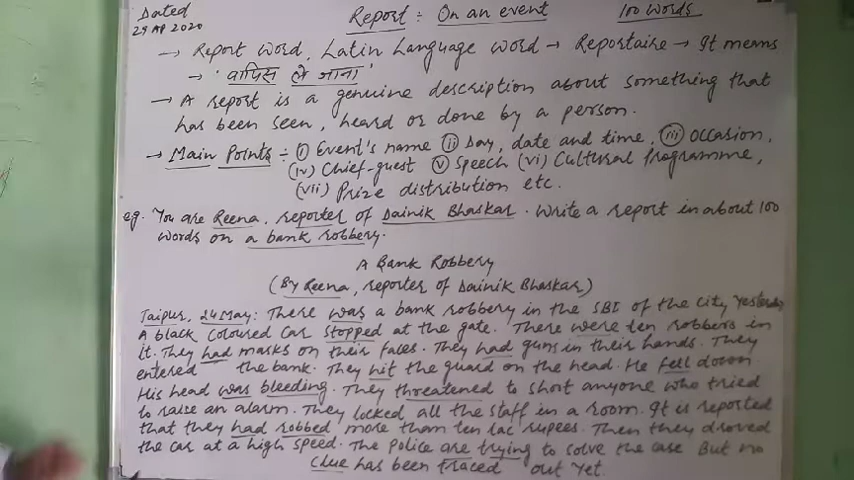 Dated
Report :- On an event 100 words
25 AP 2020
→ Report word, Latin Language word → Reportaire → It means
→ 'वापिस ले जाना'
→ A report is a genuine description about something that
has been seen, heard or done by a person.
→ Main Points :- (i) Event's name (ii) Day, date and time, (iii) Occasion,
(iv) Chief-guest (v) Speech (vi) Cultural Programme,
(vii) Prize distribution etc.
eg. You are Reena, reporter of Dainik Bhaskar. Write a report in about 100
words on a bank robbery.
A Bank Robbery
(By Reena, reporter of Dainik Bhaskar)
Jaipur, 24 May: There was a bank robbery in the SBI of the city Yesterday
A black coloured car stopped at the gate. There were ten robbers in
it. They had masks on their faces. They had guns in their hands. They
entered the bank. They hit the guard on the head. He fell down
His head was bleeding. They threatened to shoot anyone who tried
to raise an alarm. They locked all the staff in a room. It is reported
that they had robbed more than ten lac rupees. Then they droved
the car at a high speed. The Police are trying to solve the case But no
clue has been traced out yet.